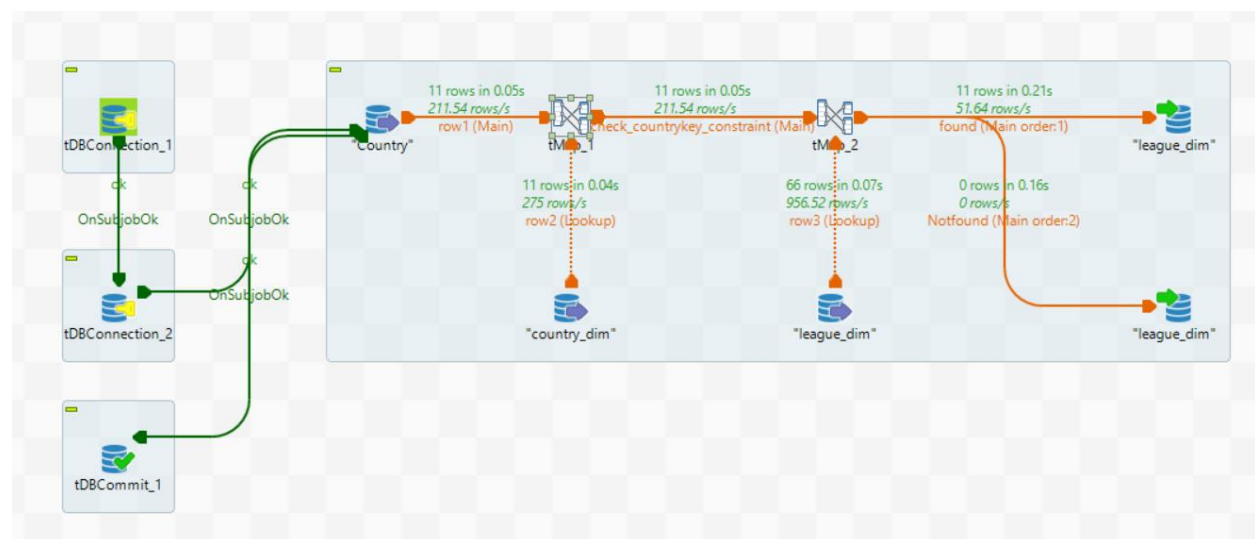 tDBConnection_1
ok
OnSubjobOk
tDBConnection_2
ok
OnSubjobOk
ok
OnSubjobOk
tDBCommit_1
"Country"
11 rows in 0.05s
211.54 rows/s
row1 (Main)
tMap_1
11 rows in 0.05s
211.54 rows/s
check_countrykey_constraint (Main)
tMap_2
11 rows in 0.21s
51.64 rows/s
found (Main order:1)
"league_dim"
11 rows in 0.04s
275 rows/s
row2 (Lookup)
"country_dim"
66 rows in 0.07s
956.52 rows/s
row3 (Lookup)
"league_dim"
0 rows in 0.16s
0 rows/s
Notfound (Main order:2)
"league_dim"